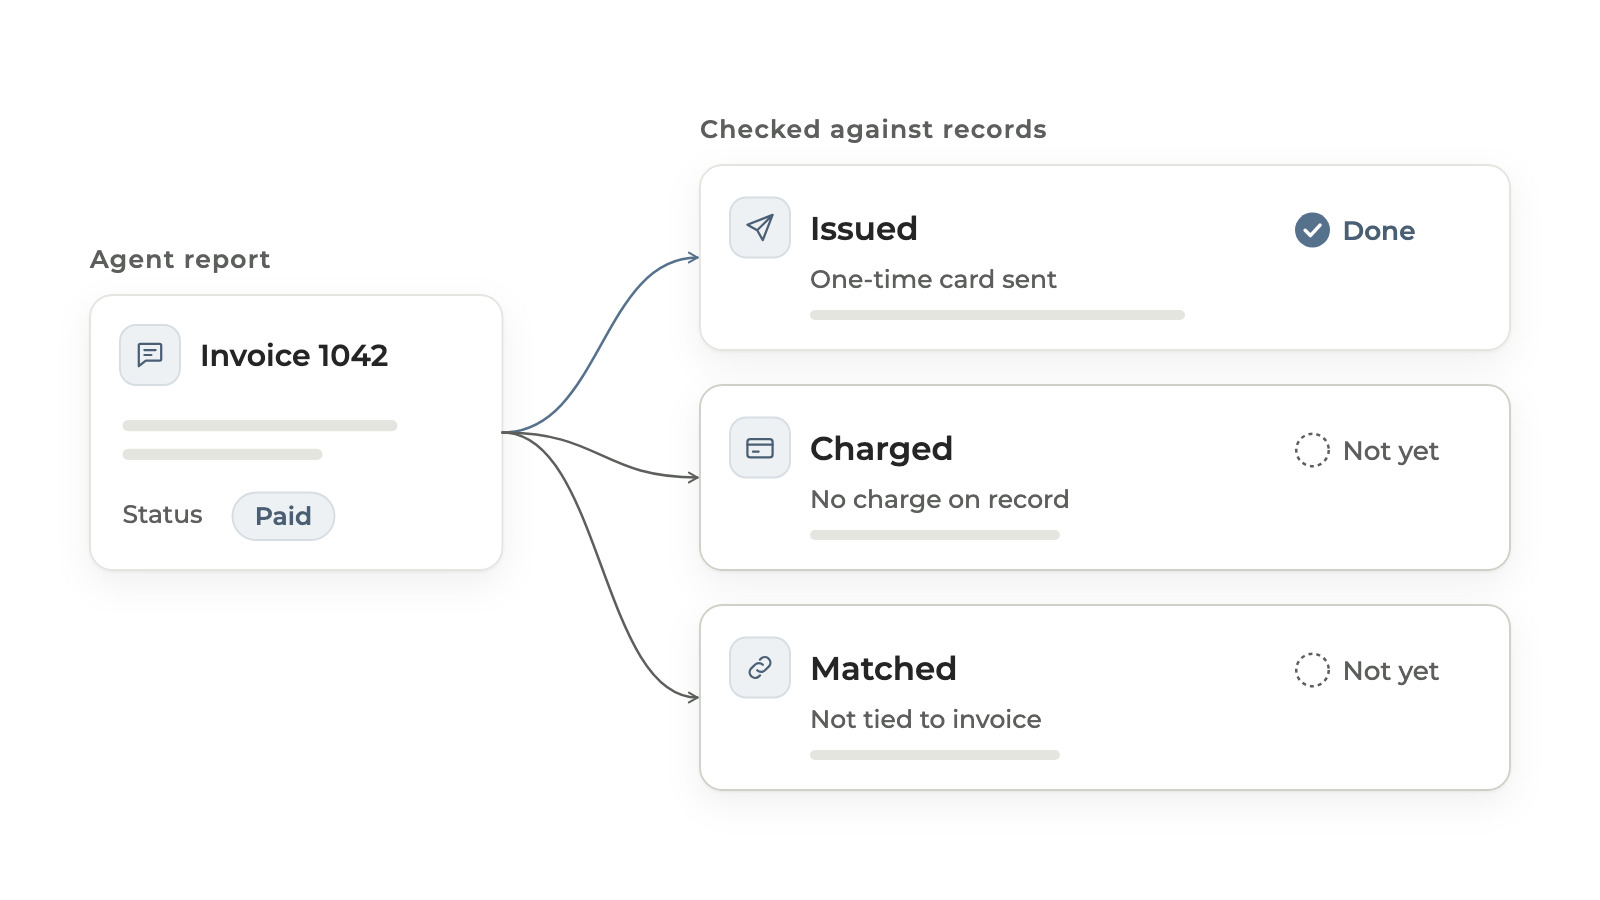 Agent report
Invoice 1042
Status Paid
Checked against records
Issued
Done
One-time card sent
Charged
Not yet
No charge on record
Matched
Not yet
Not tied to invoice